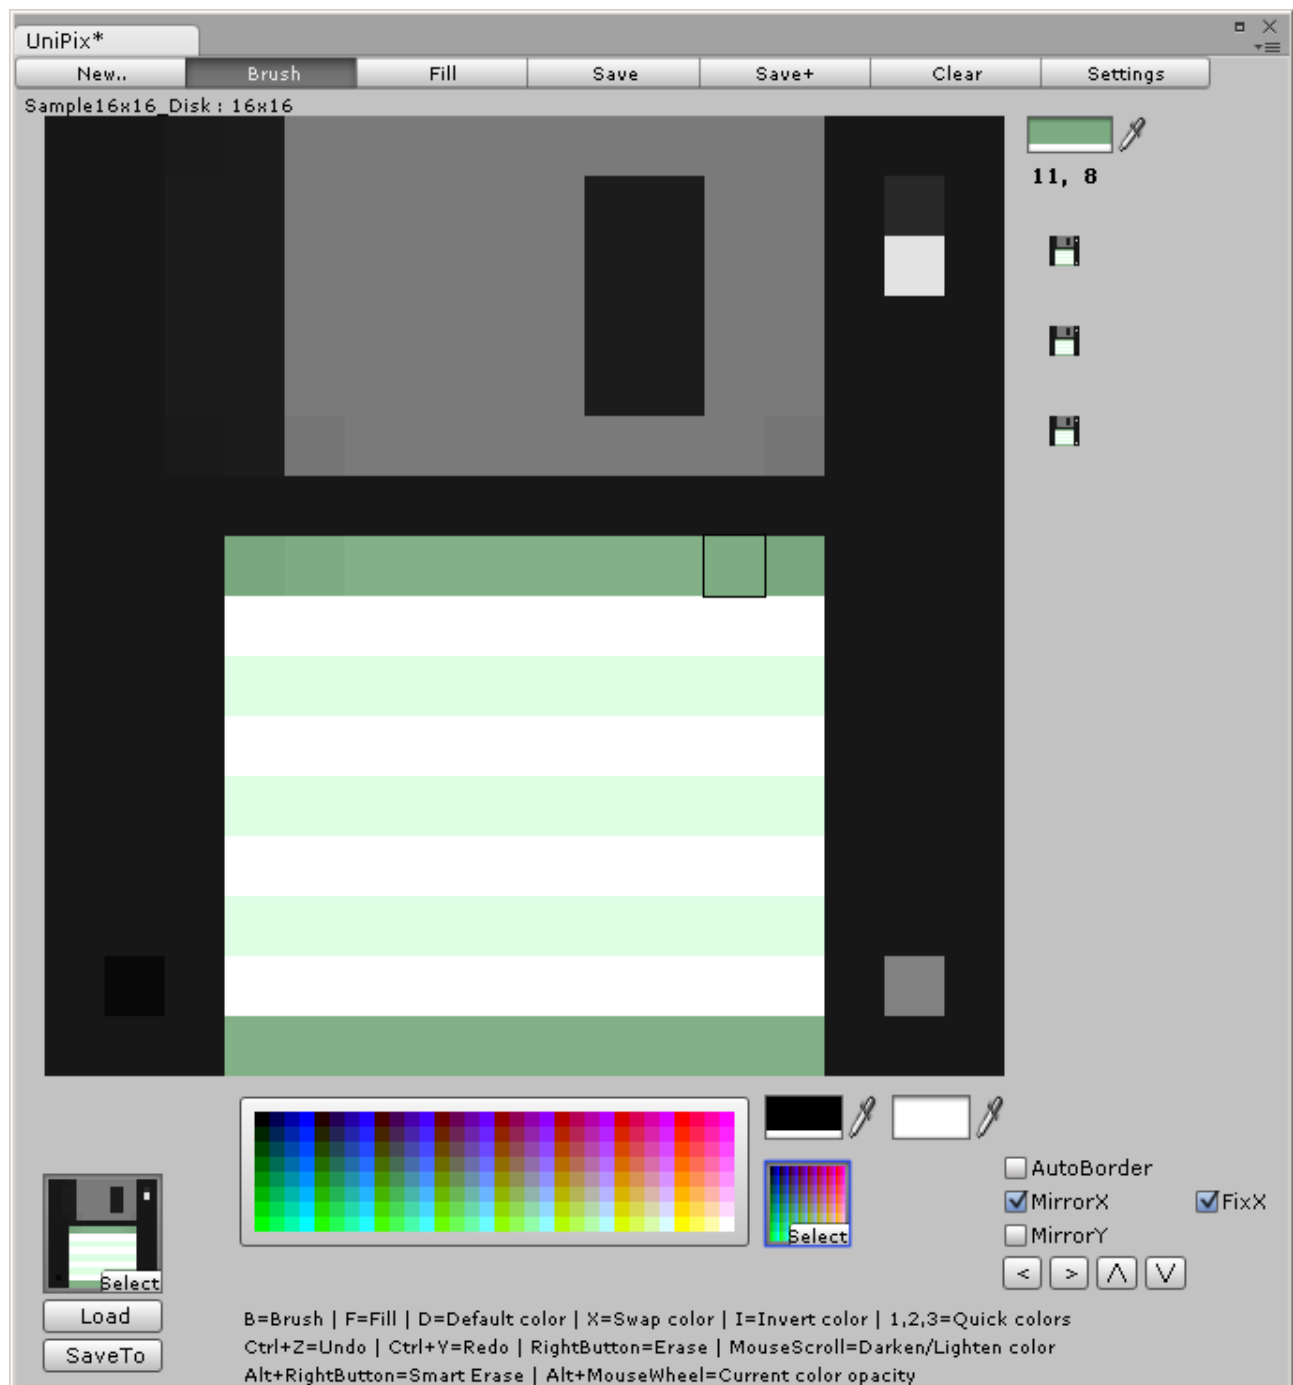 UniPix*
New.. Brush Fill Save Save+ Clear Settings
Sample16x16_Disk : 16x16
11, 8
Select
Select
AutoBorder
MirrorX FixX
MirrorY
< > /\ \/
Load
SaveTo
B=Brush | F=Fill | D=Default color | X=Swap color | I=Invert color | 1,2,3=Quick colors
Ctrl+Z=Undo | Ctrl+Y=Redo | RightButton=Erase | MouseScroll=Darken/Lighten color
Alt+RightButton=Smart Erase | Alt+MouseWheel=Current color opacity